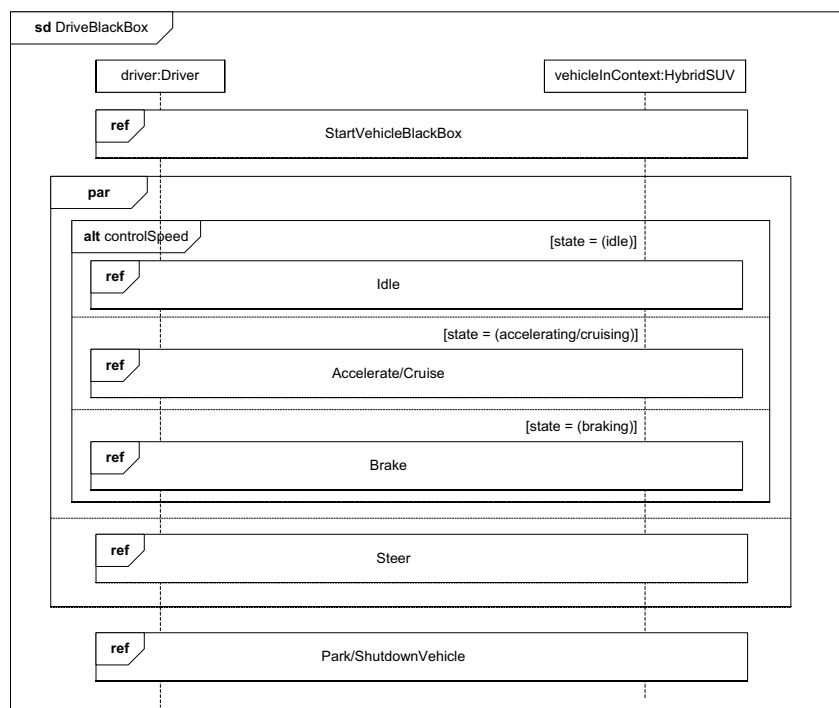 sd DriveBlackBox
driver:Driver
vehicleInContext:HybridSUV
ref
StartVehicleBlackBox
par
alt controlSpeed
[state = (idle)]
ref
Idle
[state = (accelerating/cruising)]
ref
Accelerate/Cruise
[state = (braking)]
ref
Brake
ref
Steer
ref
Park/ShutdownVehicle